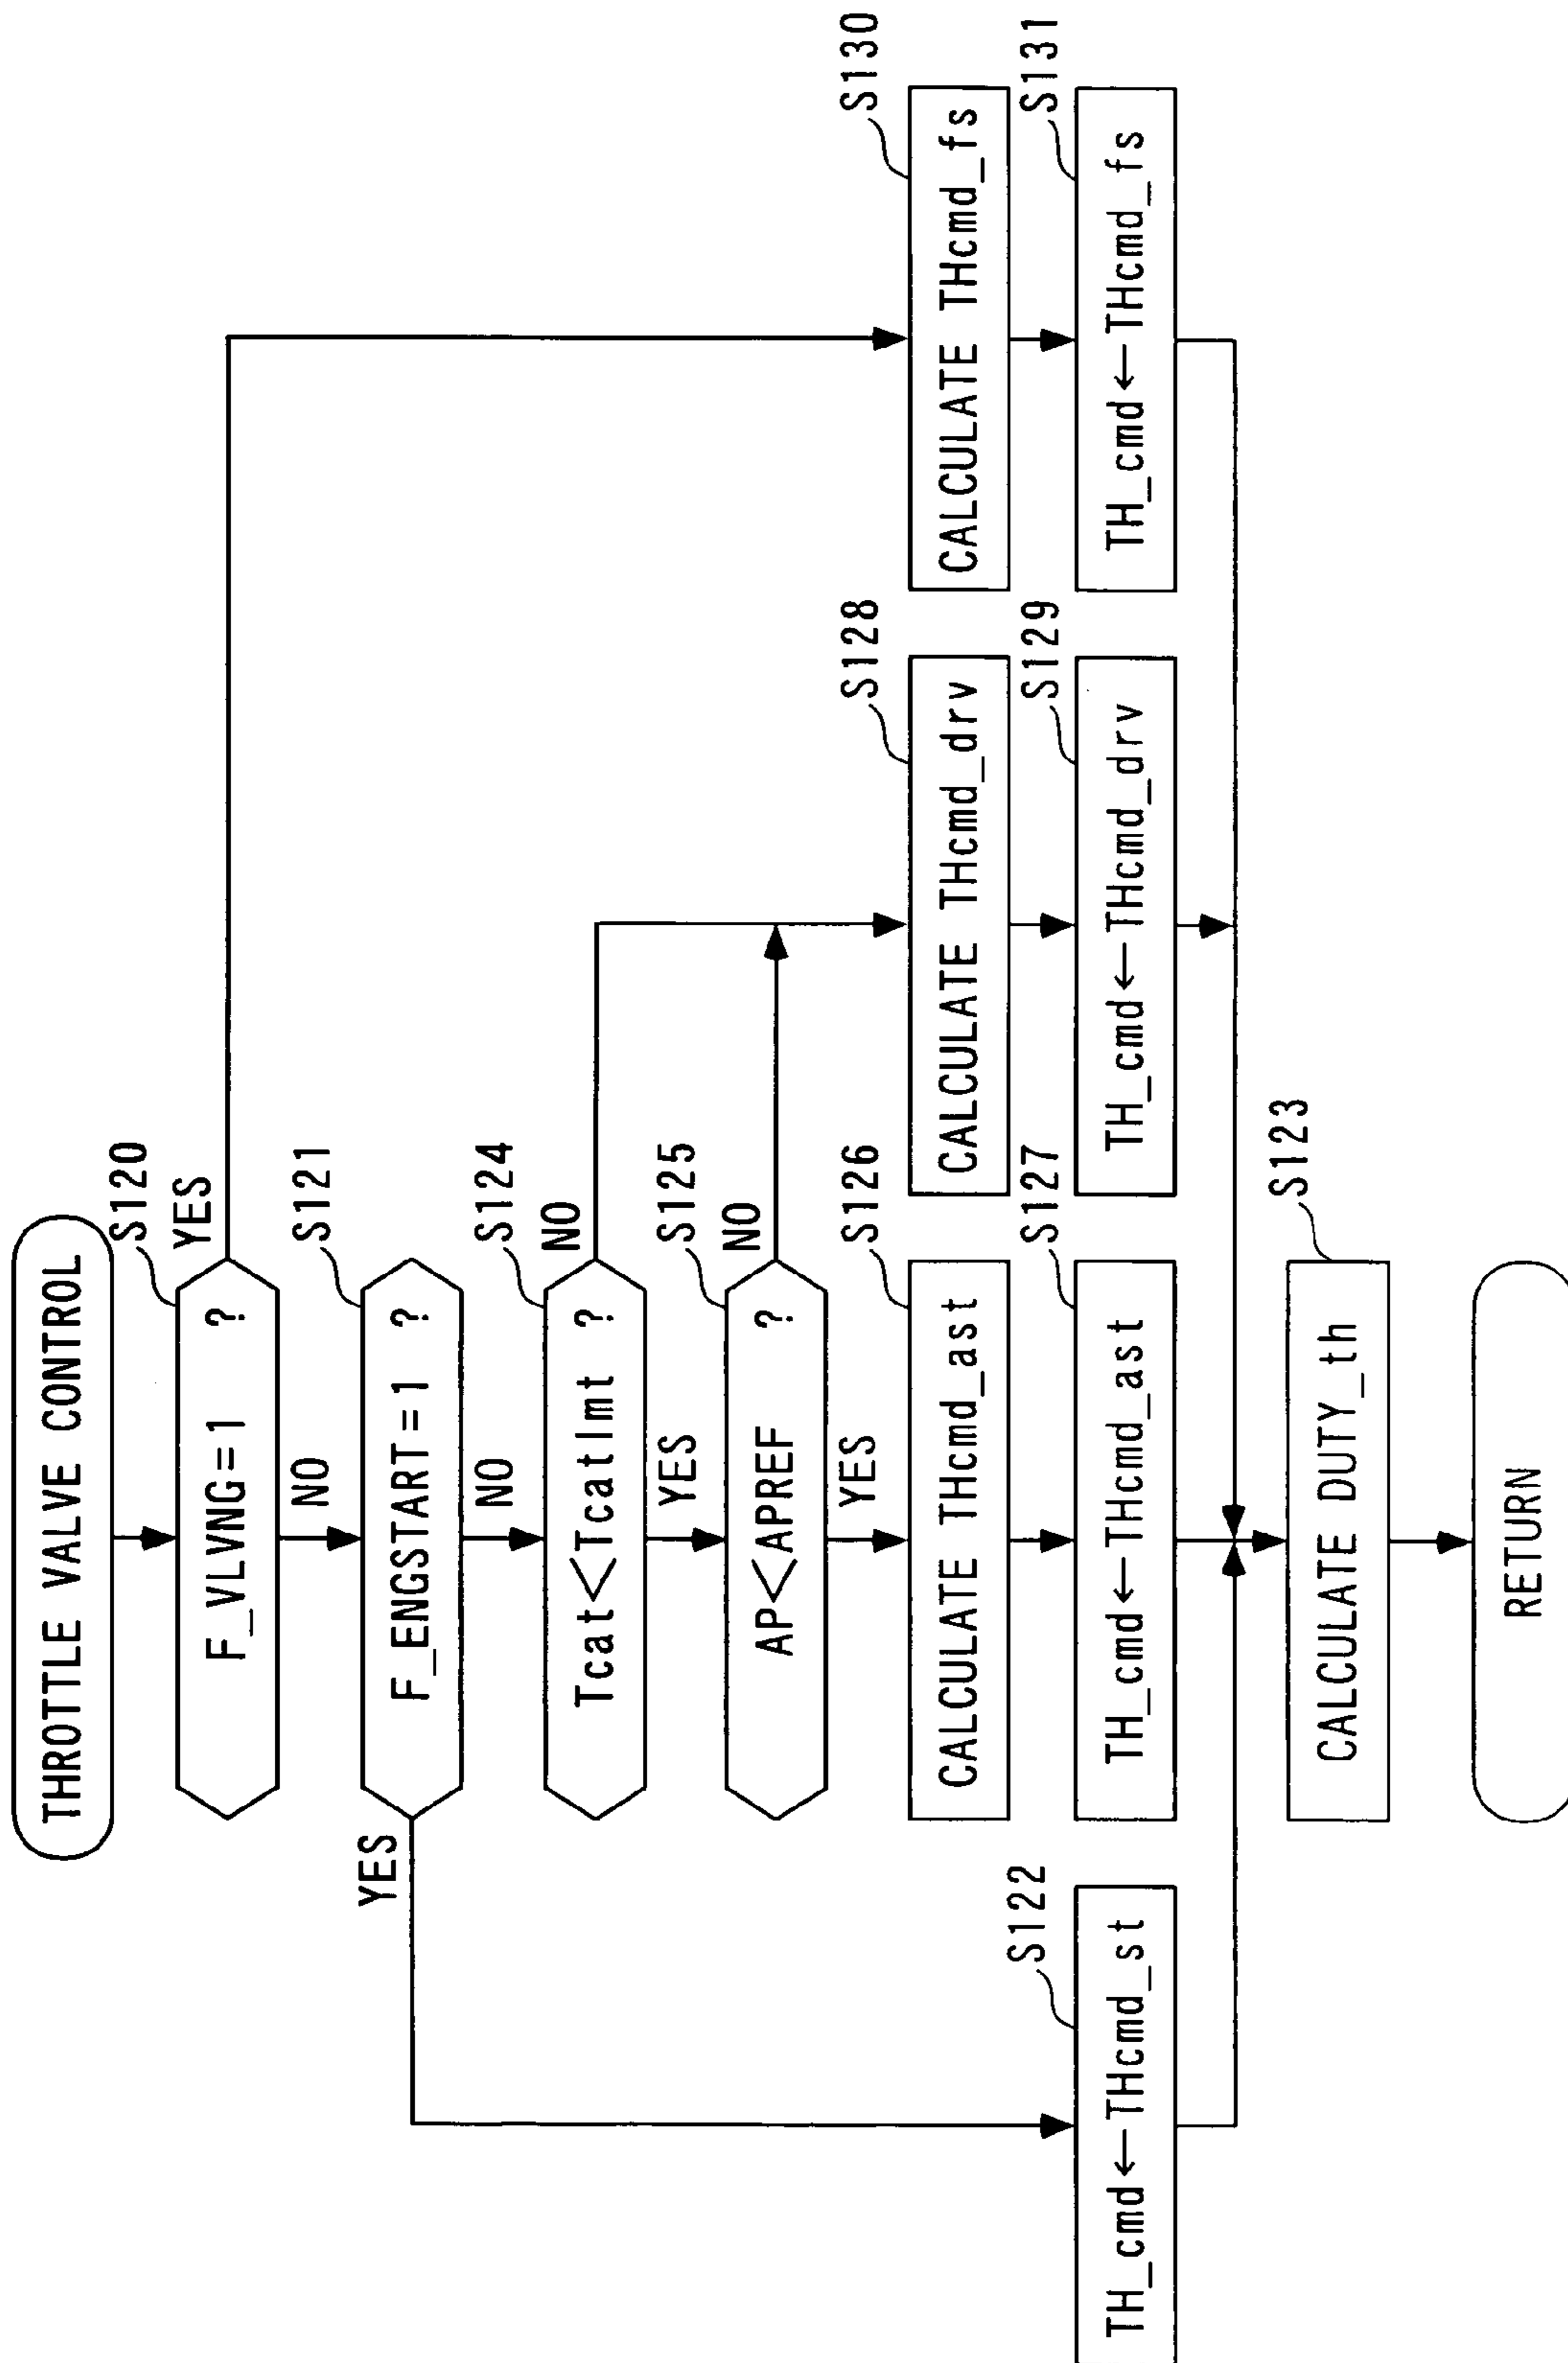 THROTTLE VALVE CONTROL
S120
F_VLVNG=1 ?
YES
NO
S121
F_ENGSTART=1 ?
YES
NO
S124
Tcat<Tcatlmt ?
NO
YES
S125
AP<APREF ?
NO
YES
S126
CALCULATE THcmd_ast
S128
CALCULATE THcmd_drv
S130
CALCULATE THcmd_fs
S122
TH_cmd←THcmd_st
S127
TH_cmd←THcmd_ast
S129
TH_cmd←THcmd_drv
S131
TH_cmd←THcmd_fs
S123
CALCULATE DUTY_th
RETURN